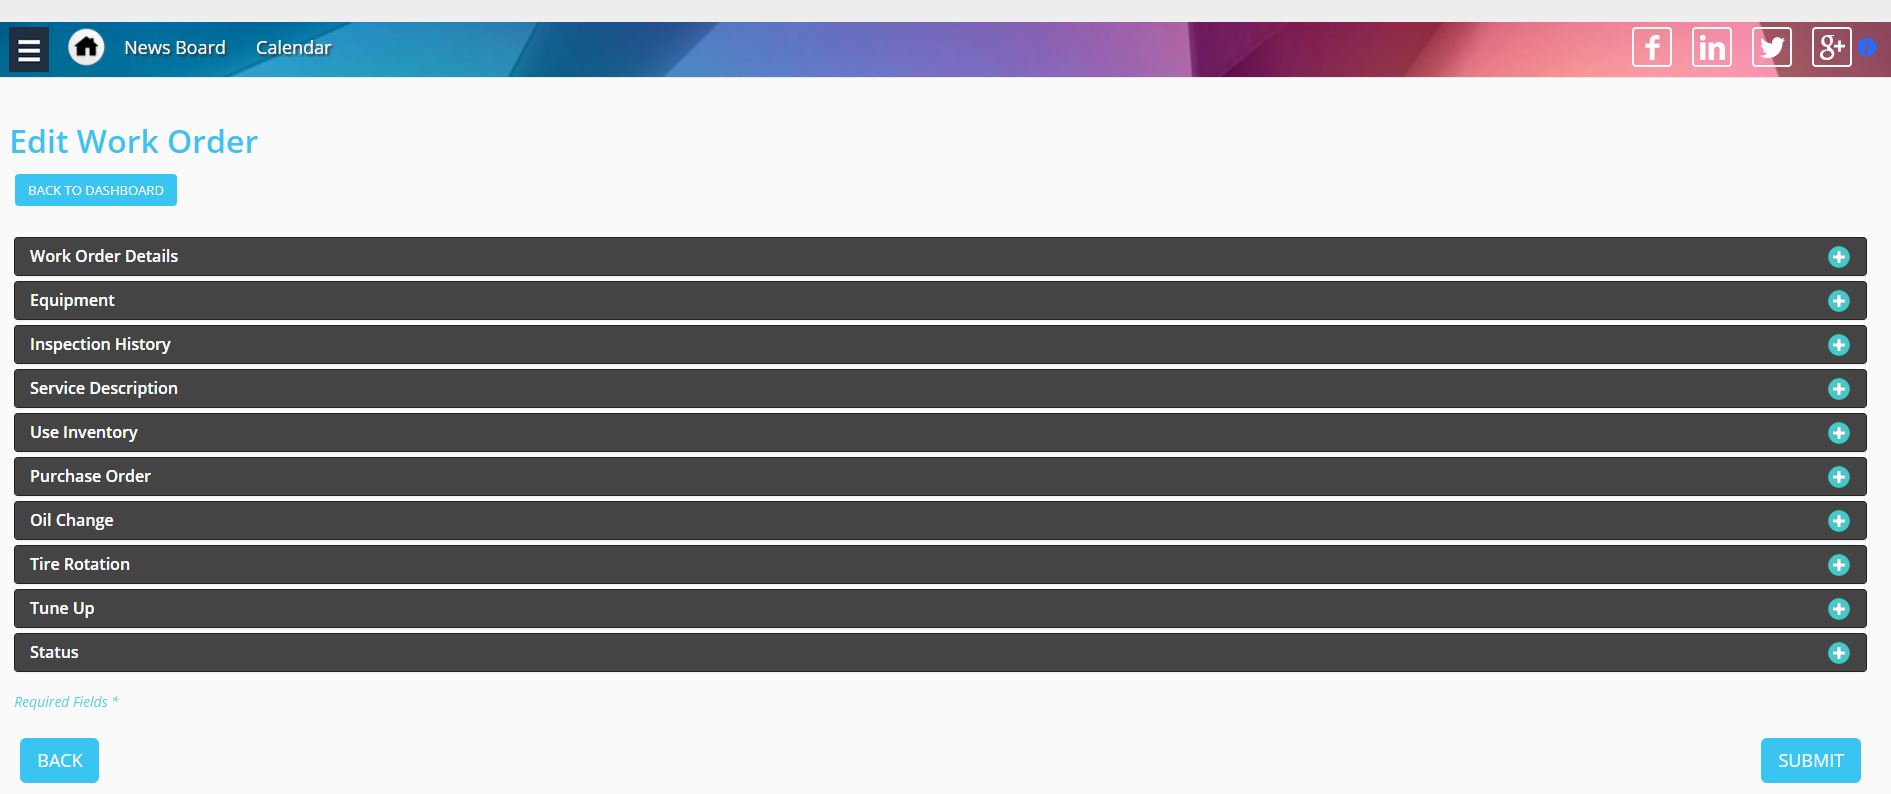 News Board Calendar
f in g+
Edit Work Order
BACK TO DASHBOARD
Work Order Details
Equipment
Inspection History
Service Description
Use Inventory
Purchase Order
Oil Change
Tire Rotation
Tune Up
Status
Required Fields *
BACK SUBMIT